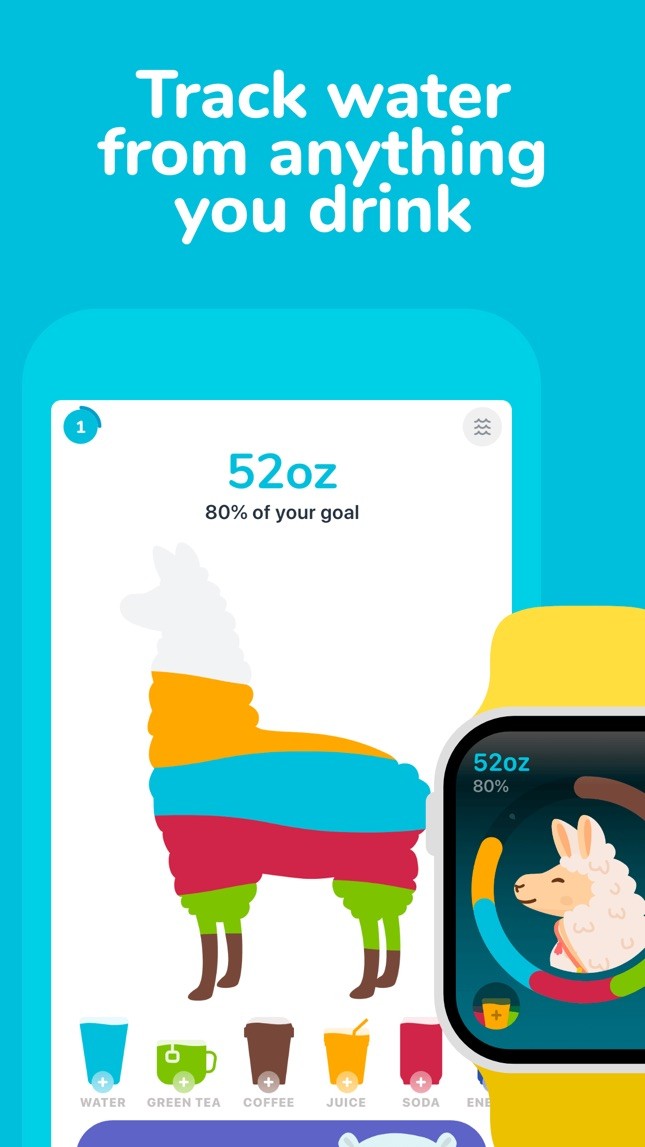 Track water
from anything
you drink
1
52oz
80% of your goal
52oz
80%
WATER GREEN TEA COFFEE JUICE SODA ENE